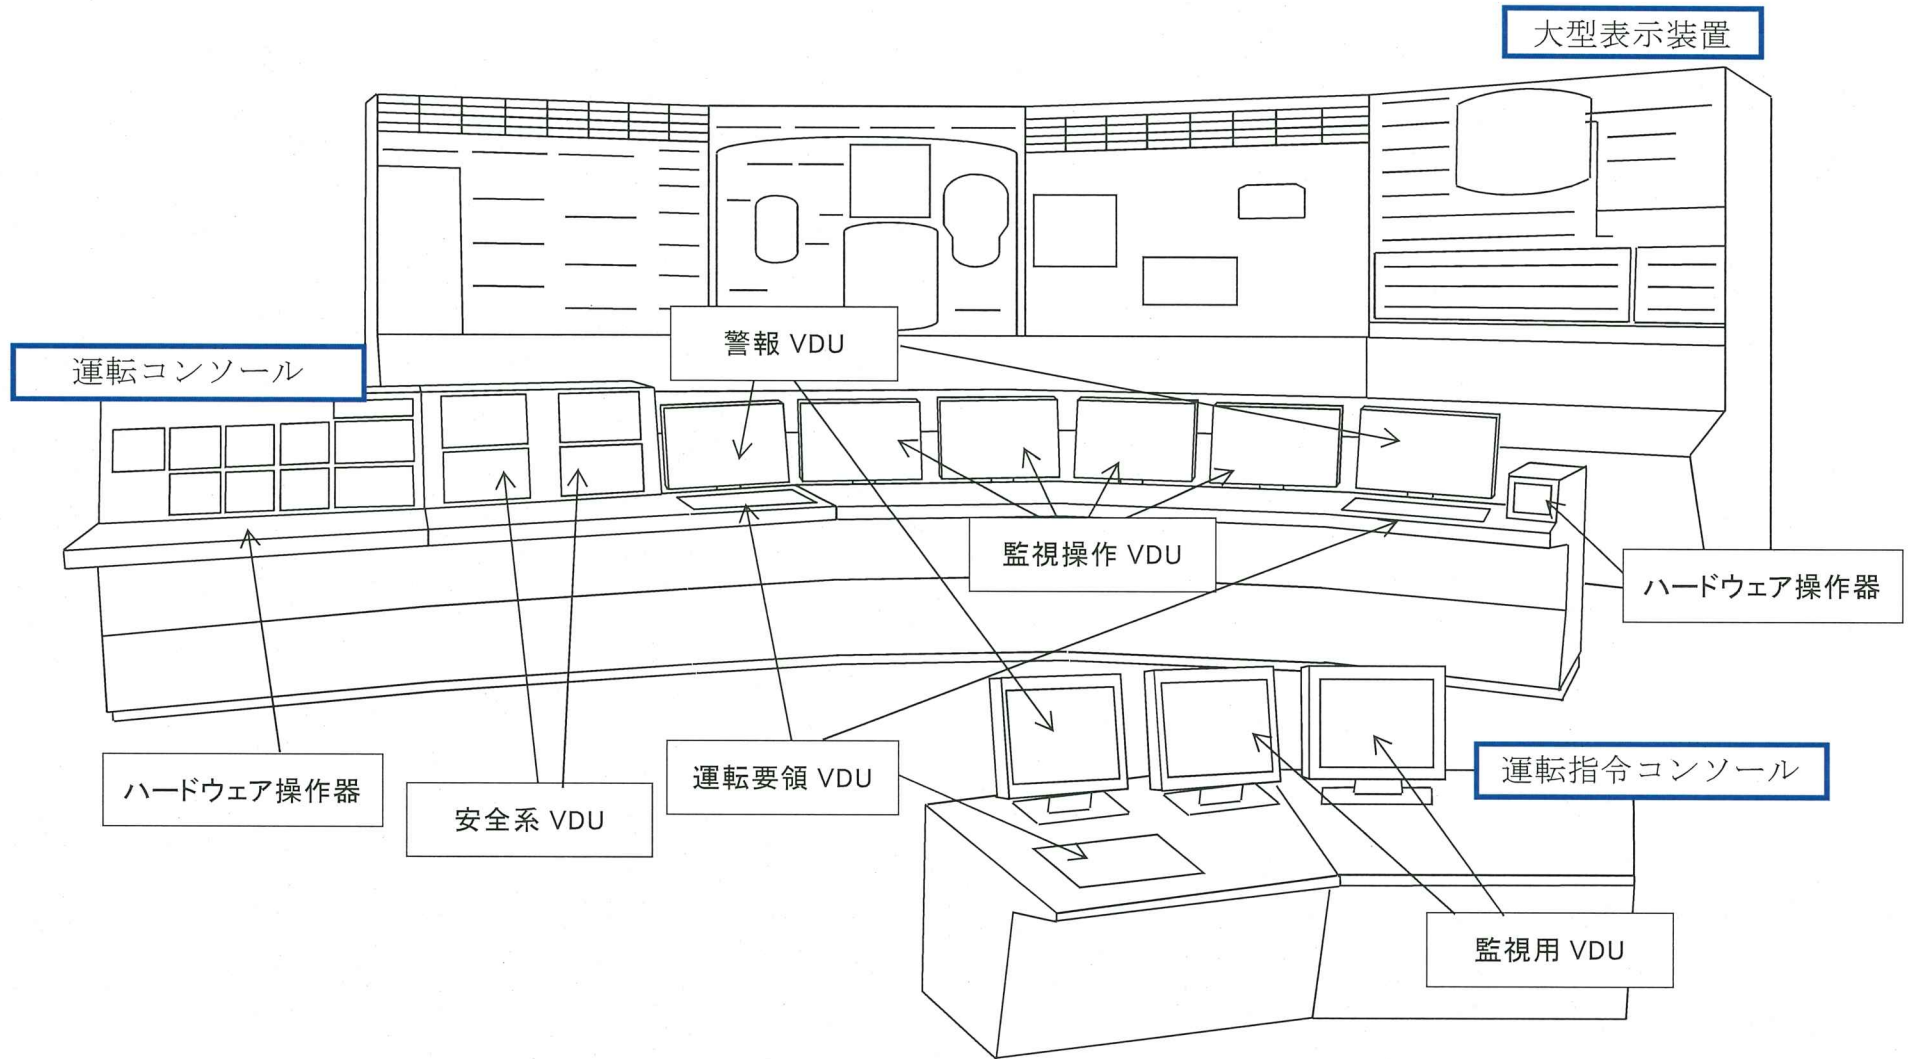 大型表示装置
警報 VDU
運転コンソール
監視操作 VDU
ハードウェア操作器
運転要領 VDU
運転指令コンソール
ハードウェア操作器
安全系 VDU
監視用 VDU